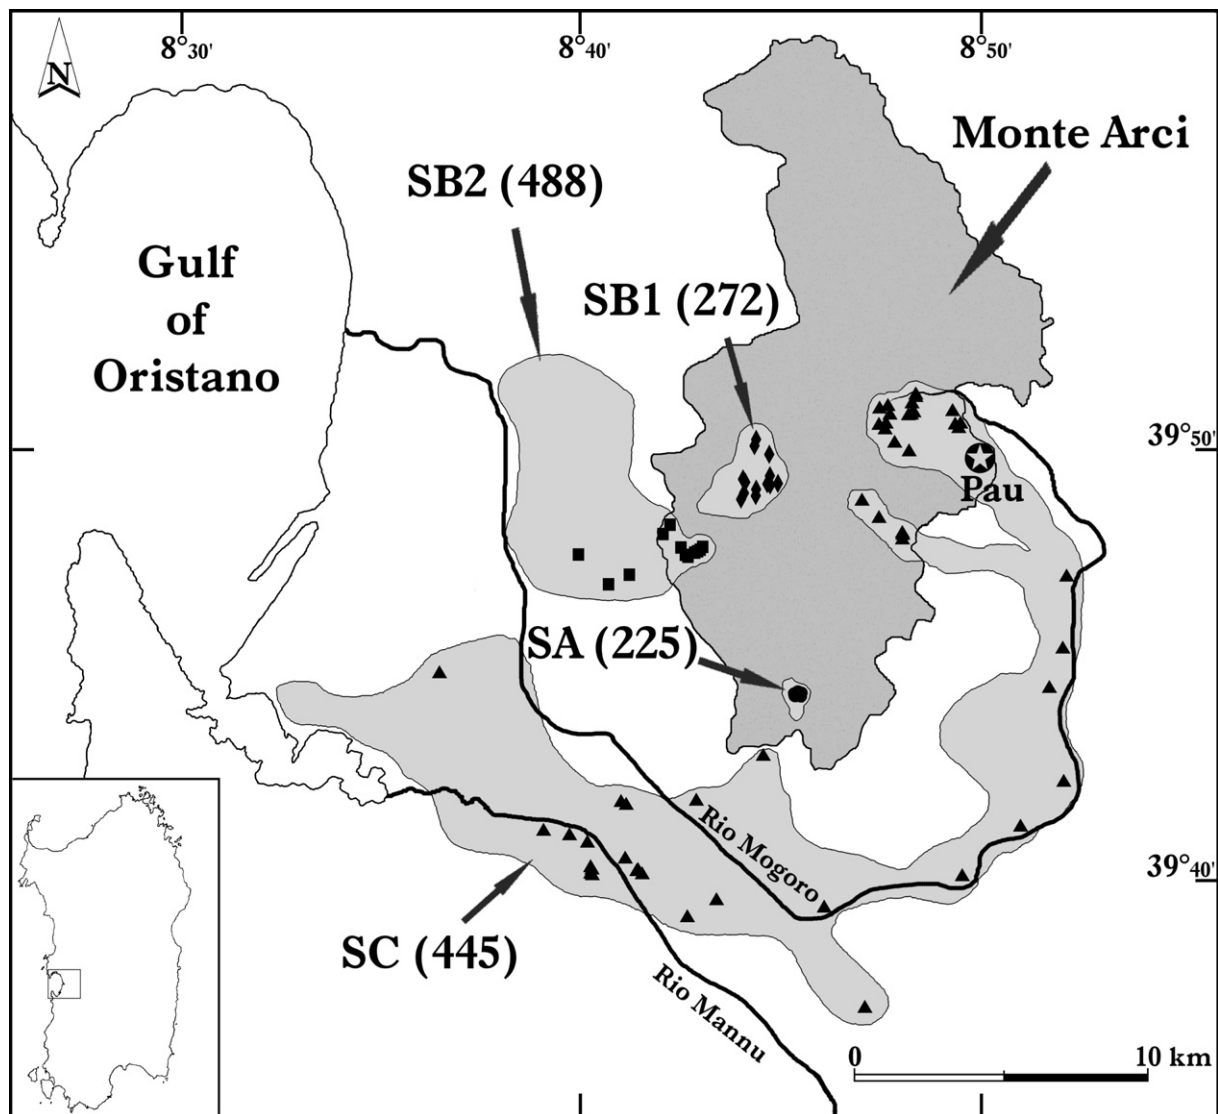 8°30'
8°40'
8°50'
N
Monte Arci
SB2 (488)
Gulf
of
Oristano
SB1 (272)
39°50'
Pau
SA (225)
Rio Mogoro
39°40'
SC (445)
Rio Mannu
0
10 km